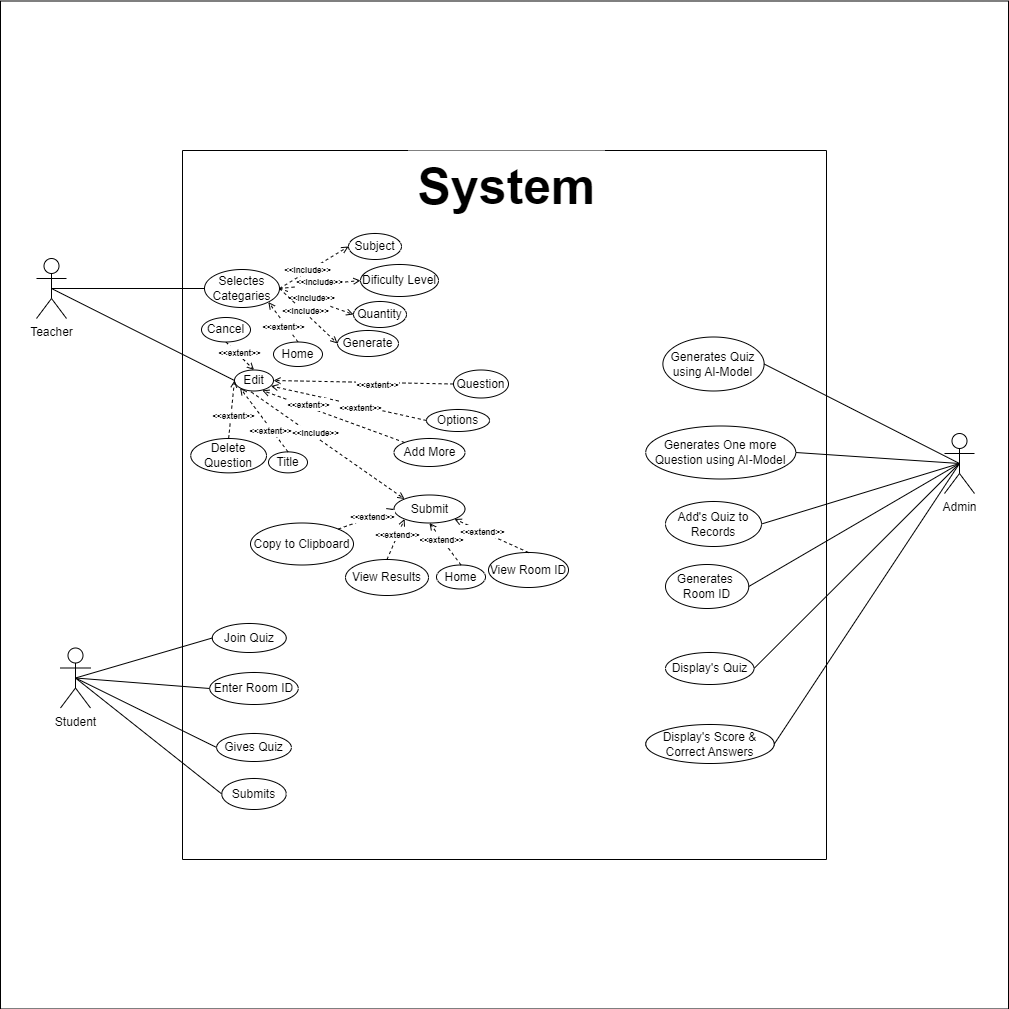 System
Subject
<<include>>
Selectes
Categaries
<<include>>
Dificulty Level
<<include>>
<<include>>
Quantity
Teacher
Cancel
<<extent>>
Generate
<<extent>>
Home
Generates Quiz
using AI-Model
Edit
<<extent>>
Question
<<extent>>
<<extent>>
<<extent>>
Options
<<extent>>
<<include>>
Delete
Question
Title
Add More
Generates One more
Question using AI-Model
Admin
Submit
<<extend>>
Add's Quiz to
Records
<<extend>>
<<extend>>
<<extend>>
Copy to Clipboard
View Results
Home
View Room ID
Generates
Room ID
Join Quiz
Display's Quiz
Enter Room ID
Student
Gives Quiz
Display's Score &
Correct Answers
Submits